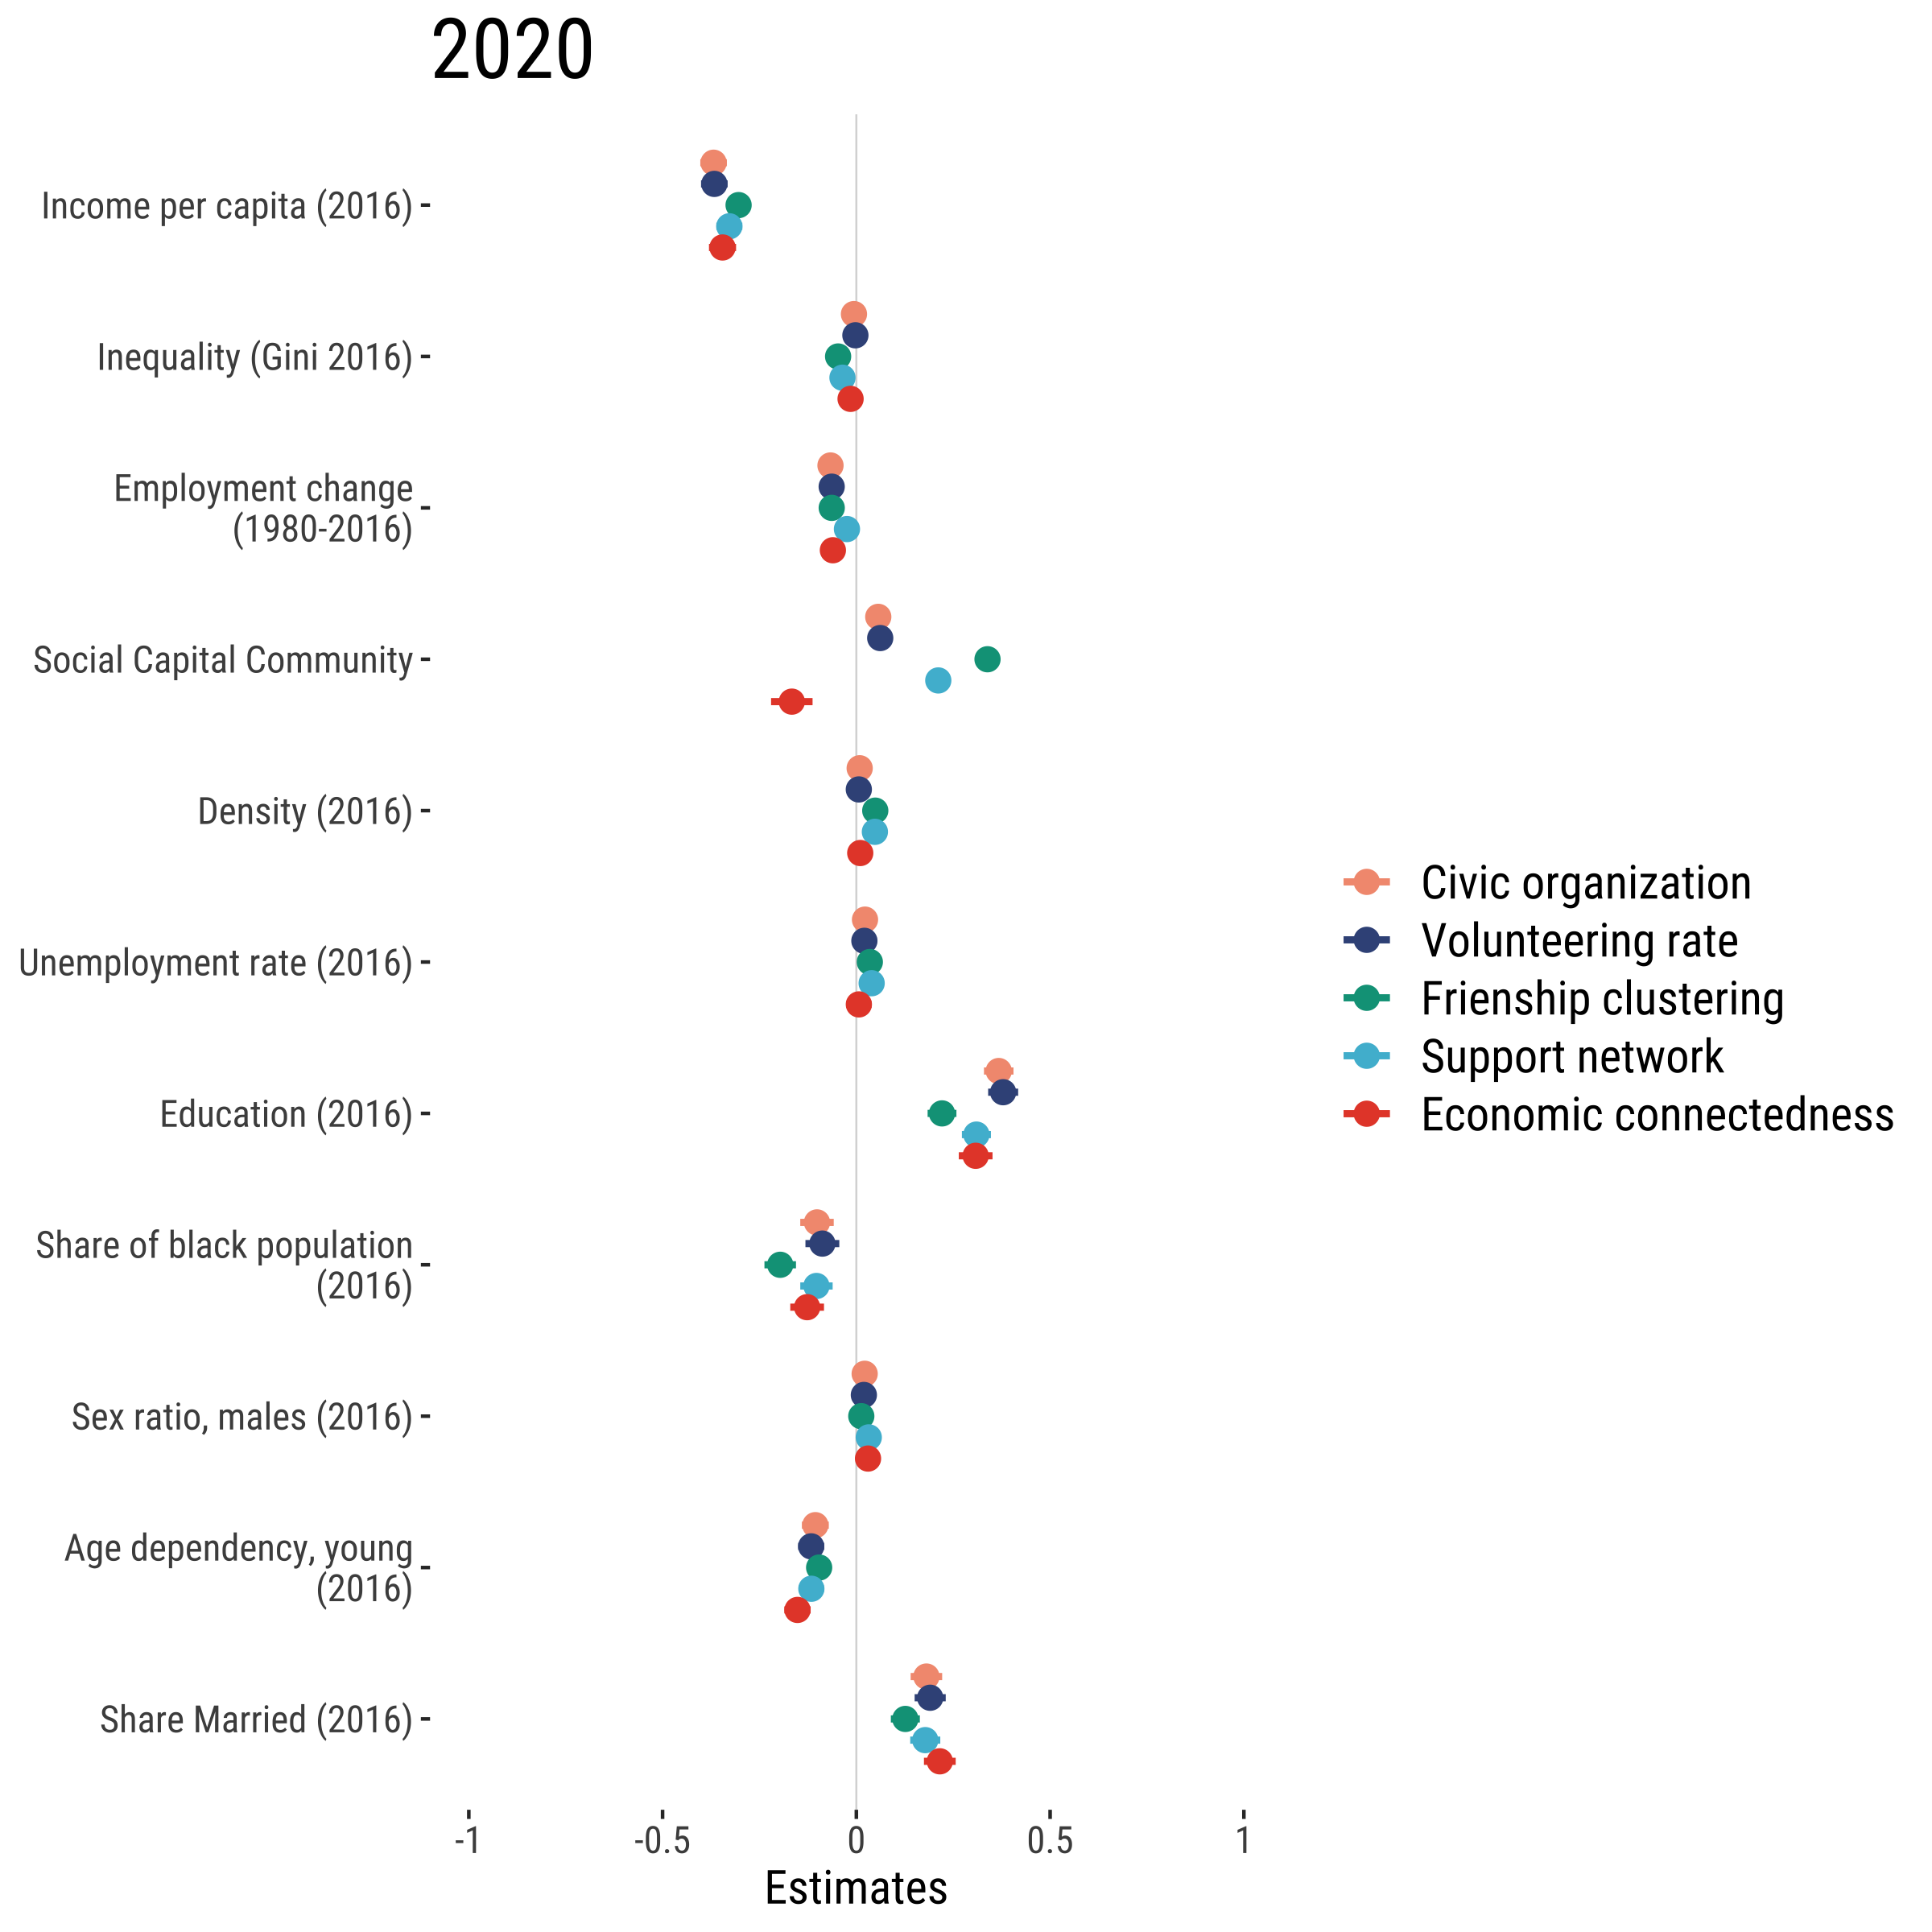 2020
Income per capita (2016)
Inequality (Gini 2016)
Employment change
(1980-2016)
Social Capital Community
Density (2016)
Unemployment rate (2016)
Education (2016)
Share of black population
(2016)
Sex ratio, males (2016)
Age dependency, young
(2016)
Share Married (2016)
-1
-0.5
0
0.5
1
Estimates
Civic organization
Volunteering rate
Frienship clustering
Support network
Economic connectedness